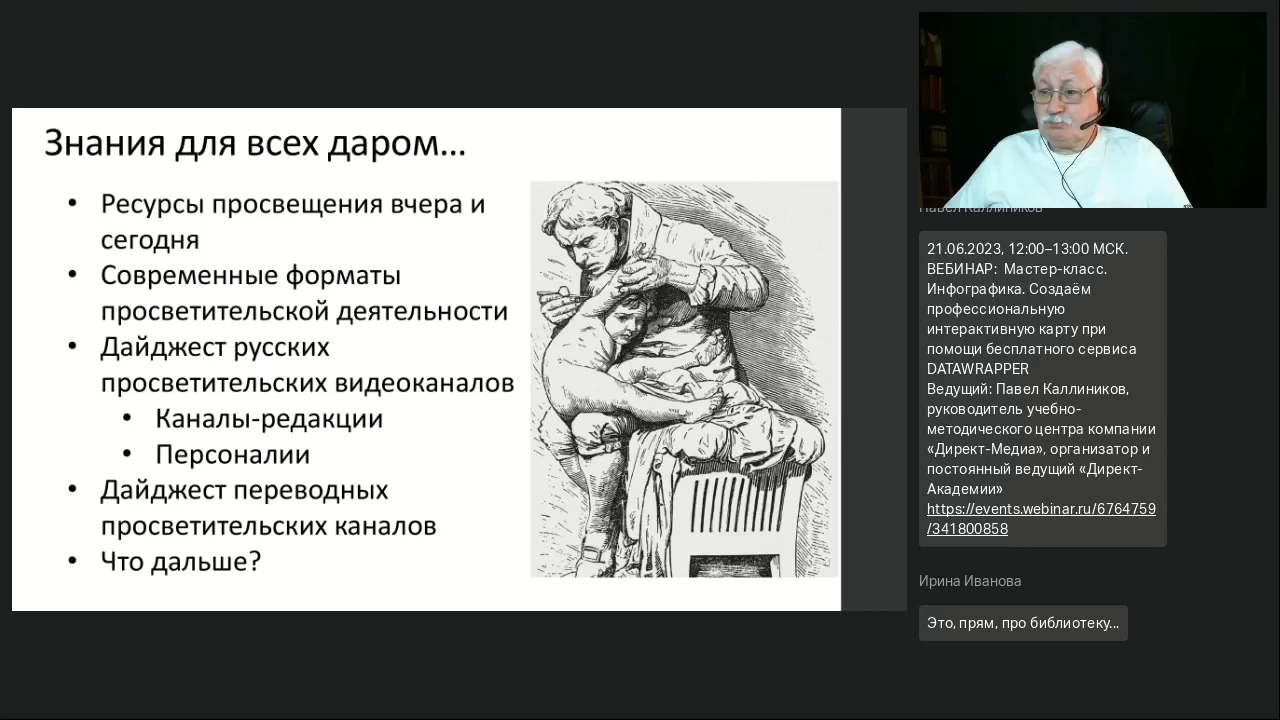 Знания для всех даром...
• Ресурсы просвещения вчера и
сегодня
• Современные форматы
просветительской деятельности
• Дайджест русских
просветительских видеоканалов
• Каналы-редакции
• Персоналии
• Дайджест переводных
просветительских каналов
• Что дальше?
Павел Каллиников
21.06.2023, 12:00–13:00 МСК.
ВЕБИНАР: Мастер-класс.
Инфографика. Создаём
профессиональную
интерактивную карту при
помощи бесплатного сервиса
DATAWRAPPER
Ведущий: Павел Каллиников,
руководитель учебно-
методического центра компании
«Директ-Медиа», организатор и
постоянный ведущий «Директ-
Академии»
https://events.webinar.ru/6764759
/341800858
Ирина Иванова
Это, прям, про библиотеку...